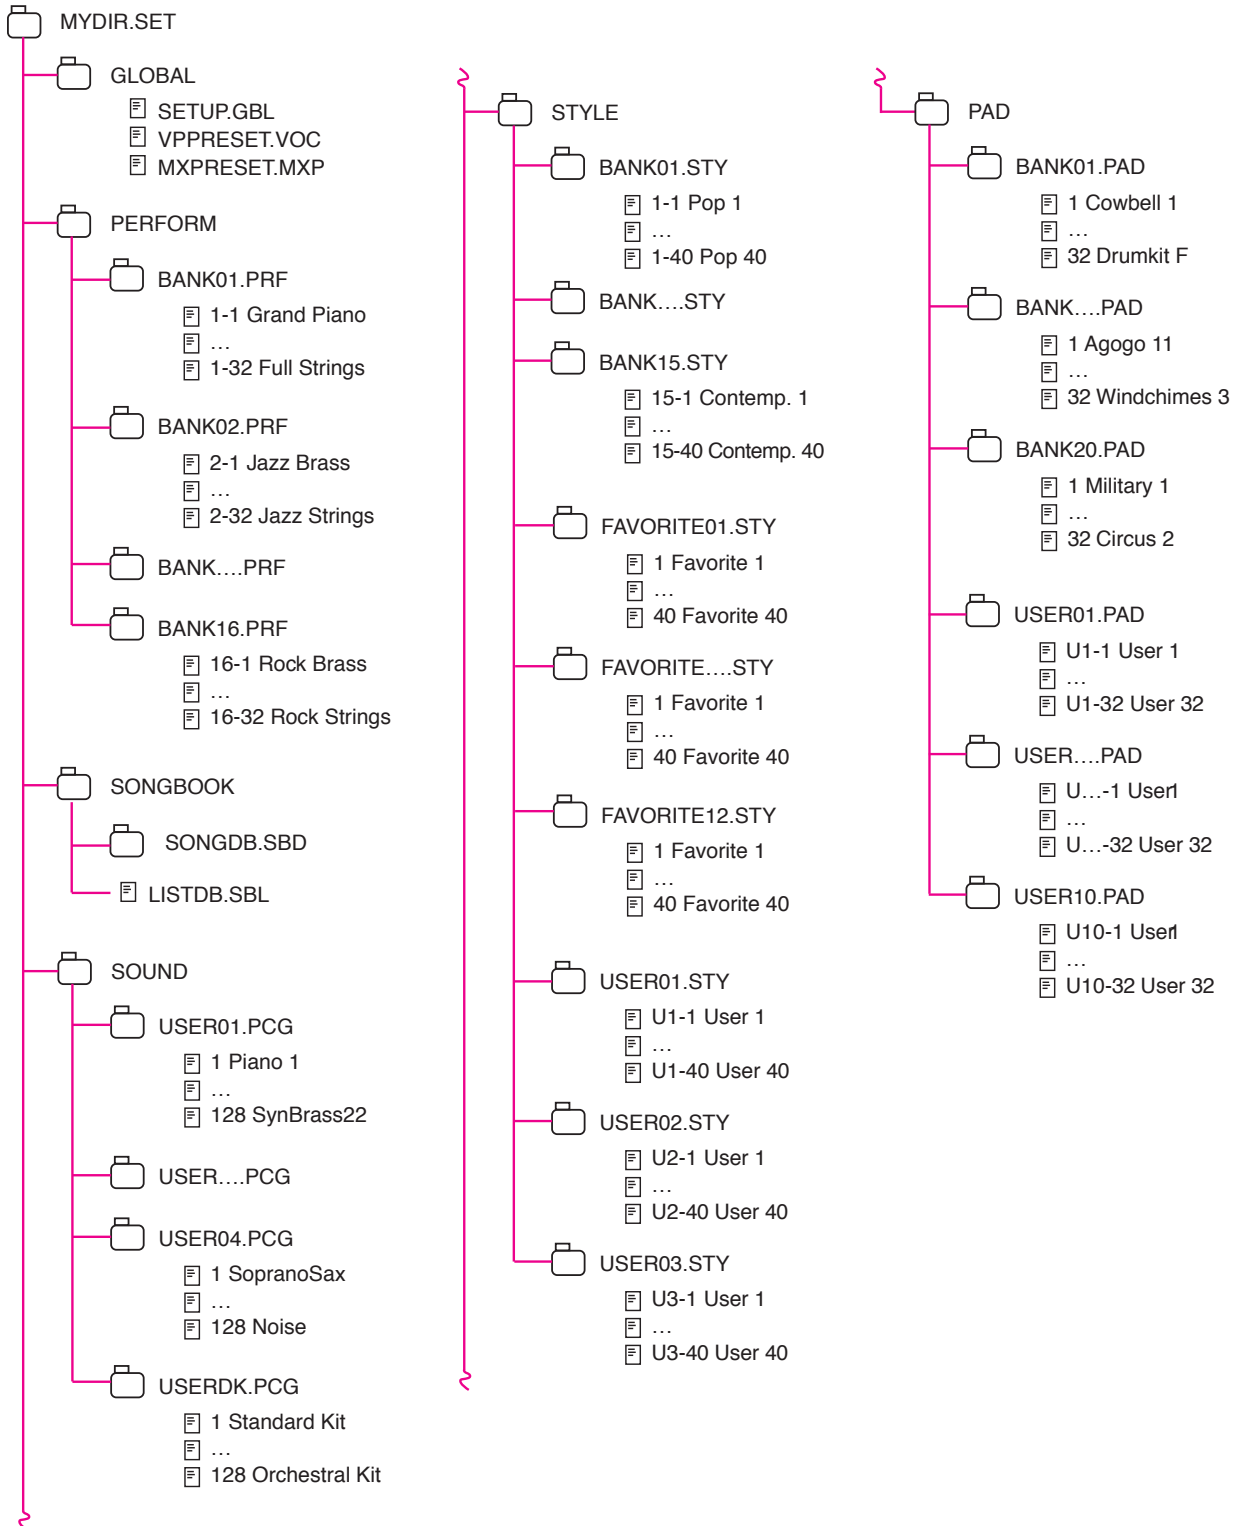 MYDIR.SET
GLOBAL
SETUP.GBL
VPPRESET.VOC
MXPRESET.MXP
PERFORM
BANK01.PRF
1-1 Grand Piano
…
1-32 Full Strings
BANK02.PRF
2-1 Jazz Brass
…
2-32 Jazz Strings
BANK….PRF
BANK16.PRF
16-1 Rock Brass
…
16-32 Rock Strings
SONGBOOK
SONGDB.SBD
LISTDB.SBL
SOUND
USER01.PCG
1 Piano 1
…
128 SynBrass22
USER….PCG
USER04.PCG
1 SopranoSax
…
128 Noise
USERDK.PCG
1 Standard Kit
…
128 Orchestral Kit
STYLE
BANK01.STY
1-1 Pop 1
…
1-40 Pop 40
BANK….STY
BANK15.STY
15-1 Contemp. 1
…
15-40 Contemp. 40
FAVORITE01.STY
1 Favorite 1
…
40 Favorite 40
FAVORITE….STY
1 Favorite 1
…
40 Favorite 40
FAVORITE12.STY
1 Favorite 1
…
40 Favorite 40
USER01.STY
U1-1 User 1
…
U1-40 User 40
USER02.STY
U2-1 User 1
…
U2-40 User 40
USER03.STY
U3-1 User 1
…
U3-40 User 40
PAD
BANK01.PAD
1 Cowbell 1
…
32 Drumkit F
BANK….PAD
1 Agogo 11
…
32 Windchimes 3
BANK20.PAD
1 Military 1
…
32 Circus 2
USER01.PAD
U1-1 User 1
…
U1-32 User 32
USER….PAD
U…-1 User1
…
U…-32 User 32
USER10.PAD
U10-1 User1
…
U10-32 User 32